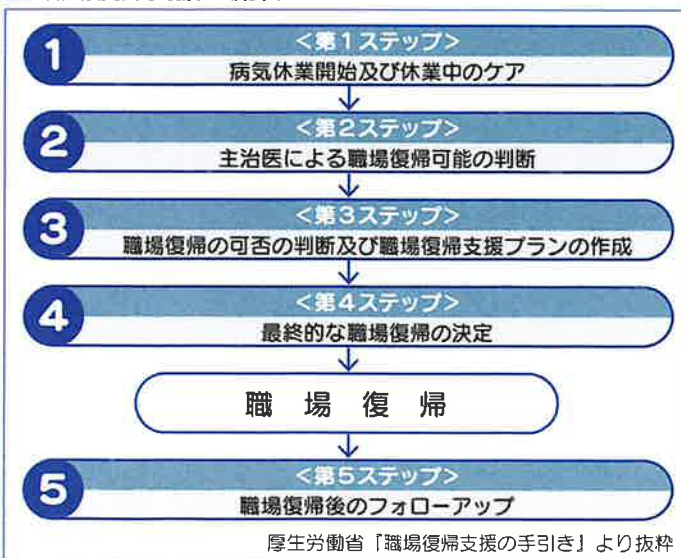 1
<第1ステップ>
病気休業開始及び休業中のケア
2
<第2ステップ>
主治医による職場復帰可能の判断
3
<第3ステップ>
職場復帰の可否の判断及び職場復帰支援プランの作成
4
<第4ステップ>
最終的な職場復帰の決定
職場復帰
5
<第5ステップ>
職場復帰後のフォローアップ
厚生労働省『職場復帰支援の手引き』より抜粋